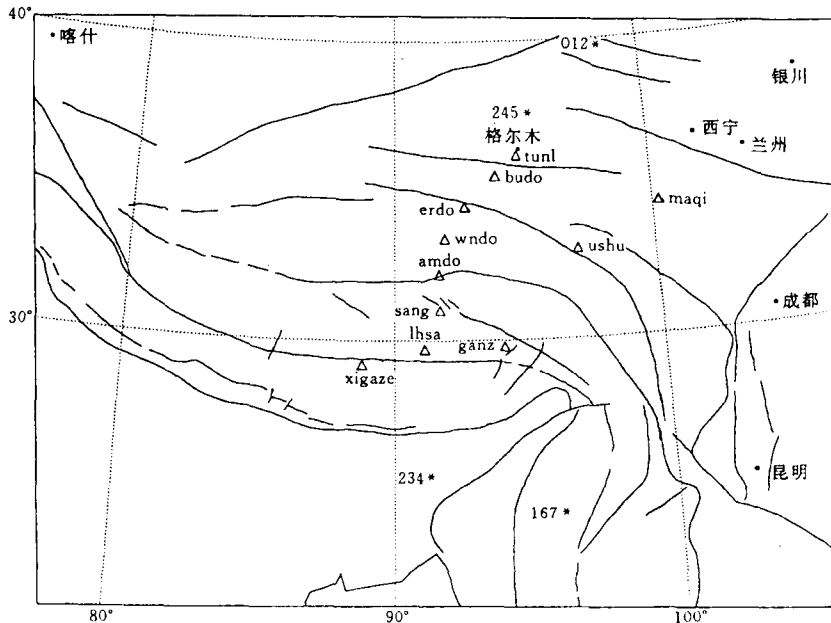 40°
喀什
012*
银川
245*
格尔木
西宁
兰州
tunl
budo
maqi
erdo
wndo
ushu
amdo
成都
30°
sang
lhsa
ganz
xigaze
234*
昆明
167*
80°
90°
100°